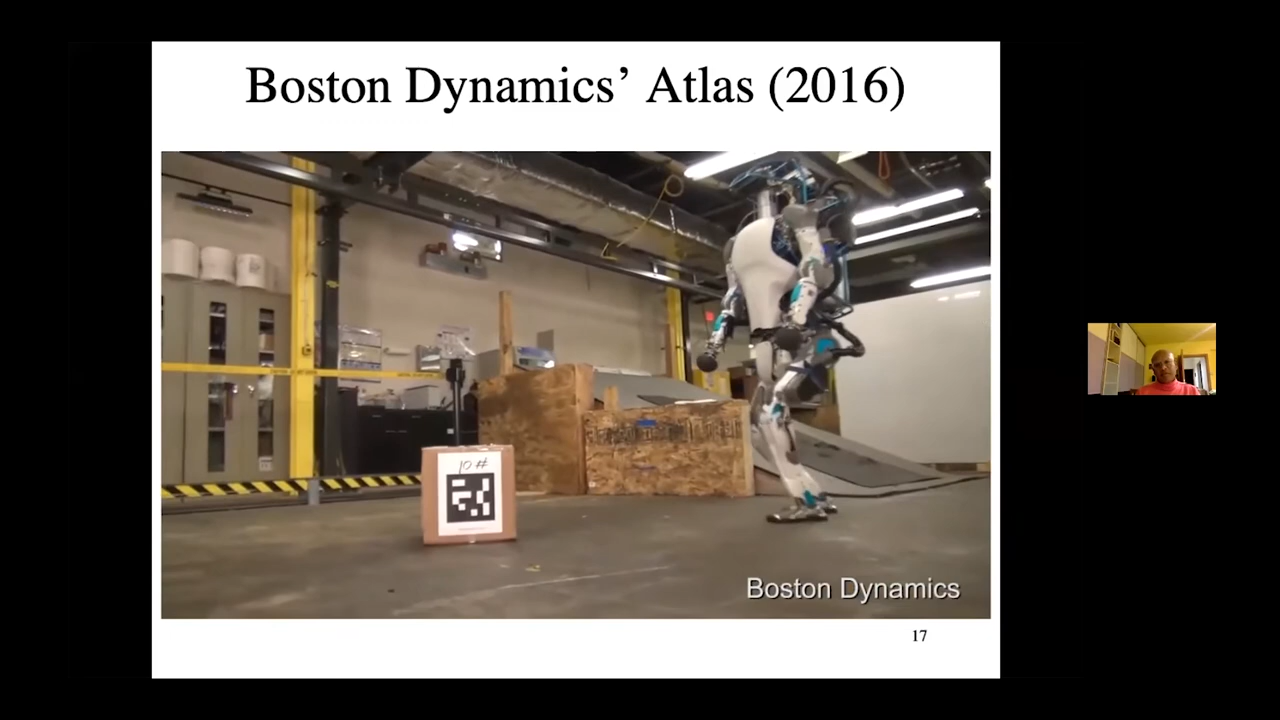 Boston Dynamics’ Atlas (2016)
10#
Boston Dynamics
17